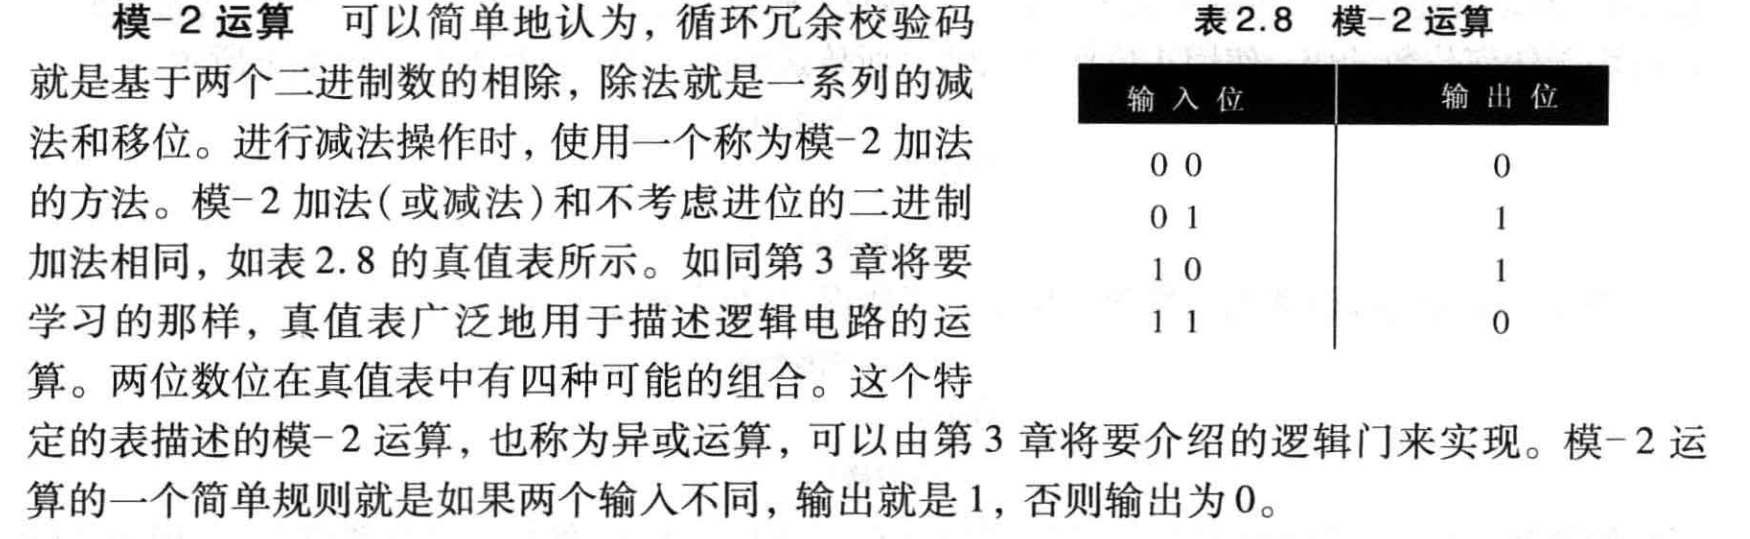 模-2 运算 可以简单地认为，循环冗余校验码
就是基于两个二进制数的相除，除法就是一系列的减
法和移位。进行减法操作时，使用一个称为模-2 加法
的方法。模-2 加法(或减法)和不考虑进位的二进制
加法相同，如表 2.8 的真值表所示。如同第 3 章将要
学习的那样，真值表广泛地用于描述逻辑电路的运
算。两位数位在真值表中有四种可能的组合。这个特
定的表描述的模-2 运算，也称为异或运算，可以由第 3 章将要介绍的逻辑门来实现。模-2 运
算的一个简单规则就是如果两个输入不同，输出就是 1，否则输出为 0。
表 2.8 模-2 运算
输入位 输出位
0 0 0
0 1 1
1 0 1
1 1 0